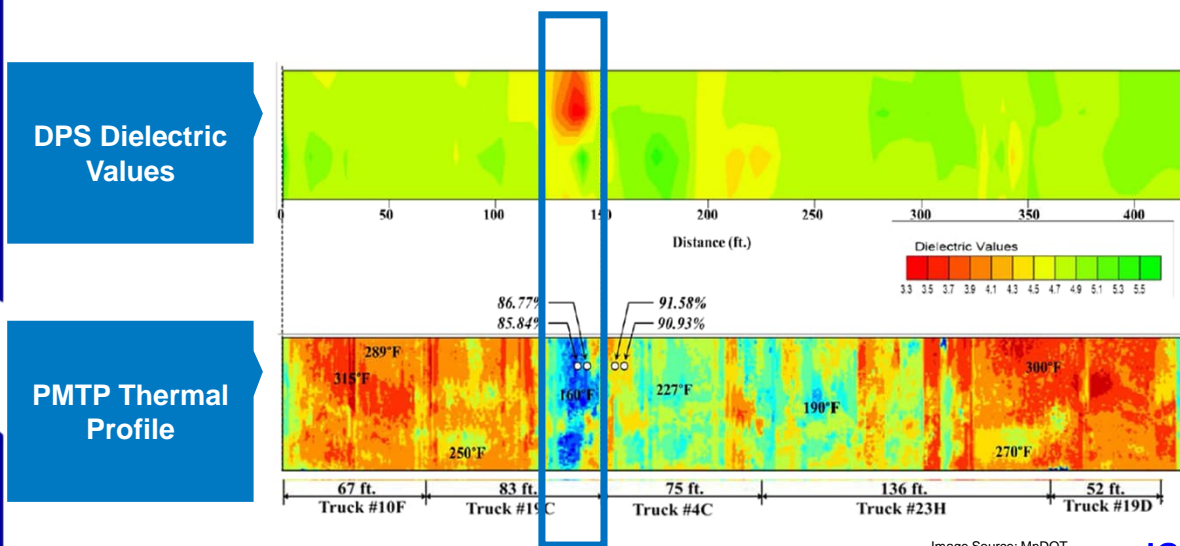 DPS Dielectric
Values
0 50 100 150 200 250 300 350 400
Distance (ft.)
Dielectric Values
3.3 3.5 3.7 3.9 4.1 4.3 4.5 4.7 4.9 5.1 5.3 5.5
86.77% 91.58%
85.84% 90.93%
PMTP Thermal
Profile
289°F
315°F
250°F
160°F
227°F
190°F
300°F
270°F
67 ft. 83 ft. 75 ft. 136 ft. 52 ft.
Truck #10F Truck #19C Truck #4C Truck #23H Truck #19D
Image Source: MnDOT